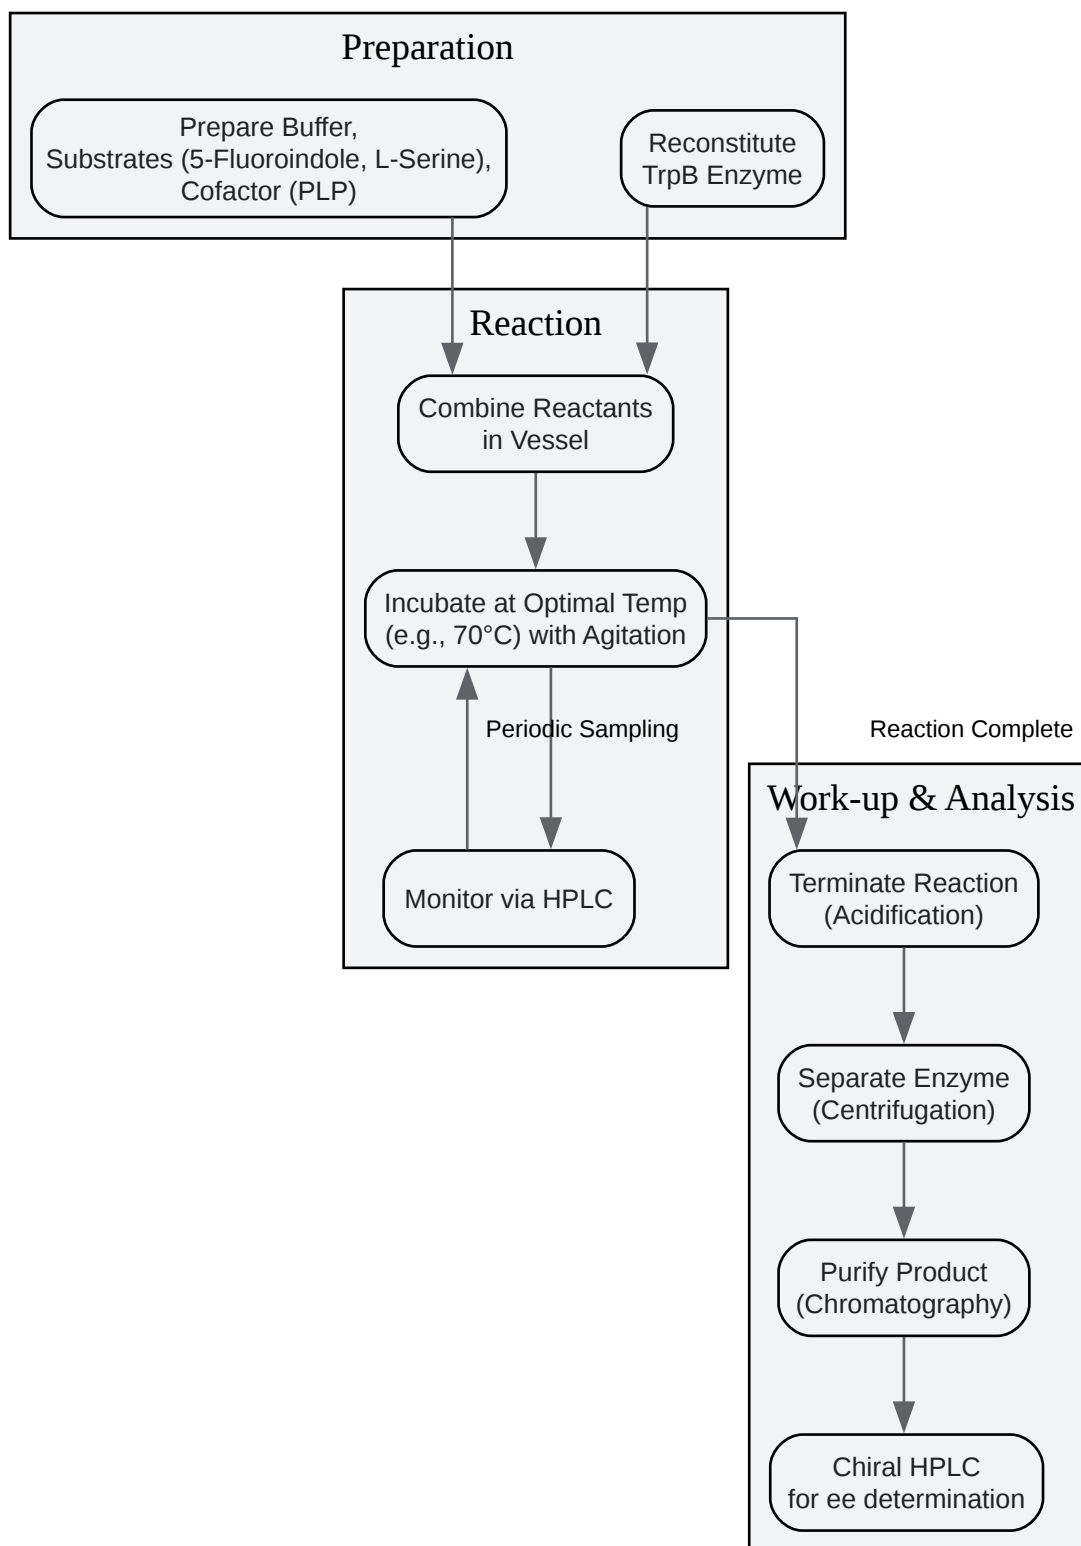 Preparation
Prepare Buffer,
Substrates (5-Fluoroindole, L-Serine),
Cofactor (PLP)
Reconstitute
TrpB Enzyme
Reaction
Combine Reactants
in Vessel
Incubate at Optimal Temp
(e.g., 70°C) with Agitation
Periodic Sampling
Reaction Complete
Monitor via HPLC
Work-up & Analysis
Terminate Reaction
(Acidification)
Separate Enzyme
(Centrifugation)
Purify Product
(Chromatography)
Chiral HPLC
for ee determination